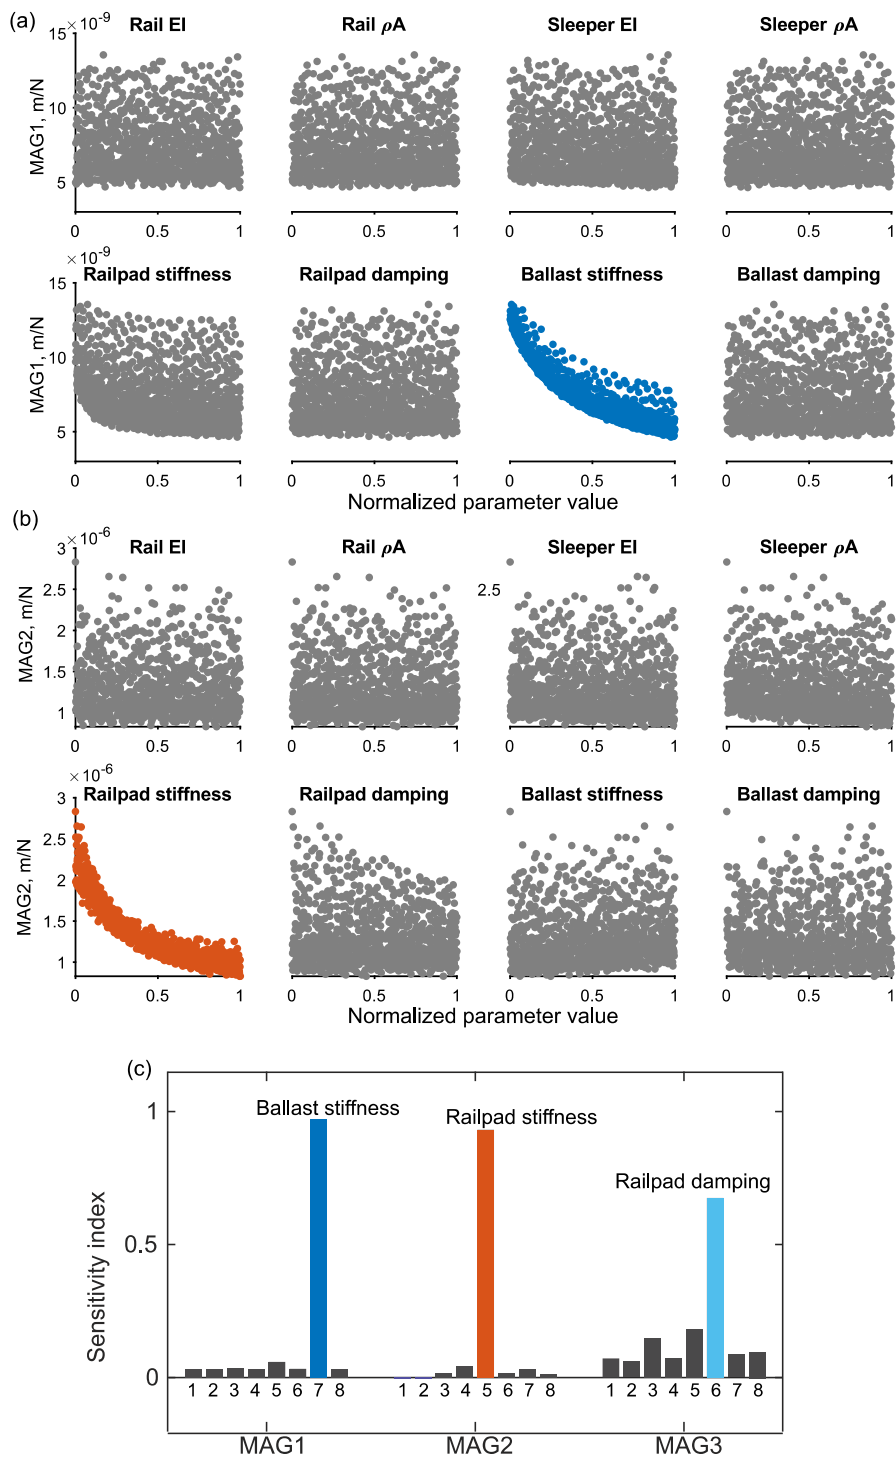 (a)
× 10⁻⁹
Rail EI
Rail ρA
Sleeper EI
Sleeper ρA
MAG1, m/N
15
10
5
0 0.5 1
0 0.5 1
0 0.5 1
0 0.5 1
× 10⁻⁹
Railpad stiffness
Railpad damping
Ballast stiffness
Ballast damping
MAG1, m/N
15
10
5
0 0.5 1
0 0.5 1
0 0.5 1
0 0.5 1
Normalized parameter value
(b)
× 10⁻⁶
Rail EI
Rail ρA
Sleeper EI
Sleeper ρA
MAG2, m/N
3
2.5
2
1.5
1
2.5
0 0.5 1
0 0.5 1
0 0.5 1
0 0.5 1
× 10⁻⁶
Railpad stiffness
Railpad damping
Ballast stiffness
Ballast damping
MAG2, m/N
3
2.5
2
1.5
1
0 0.5 1
0 0.5 1
0 0.5 1
0 0.5 1
Normalized parameter value
(c)
Sensitivity index
1
0.5
0
Ballast stiffness
Railpad stiffness
Railpad damping
1 2 3 4 5 6 7 8
1 2 3 4 5 6 7 8
1 2 3 4 5 6 7 8
MAG1
MAG2
MAG3